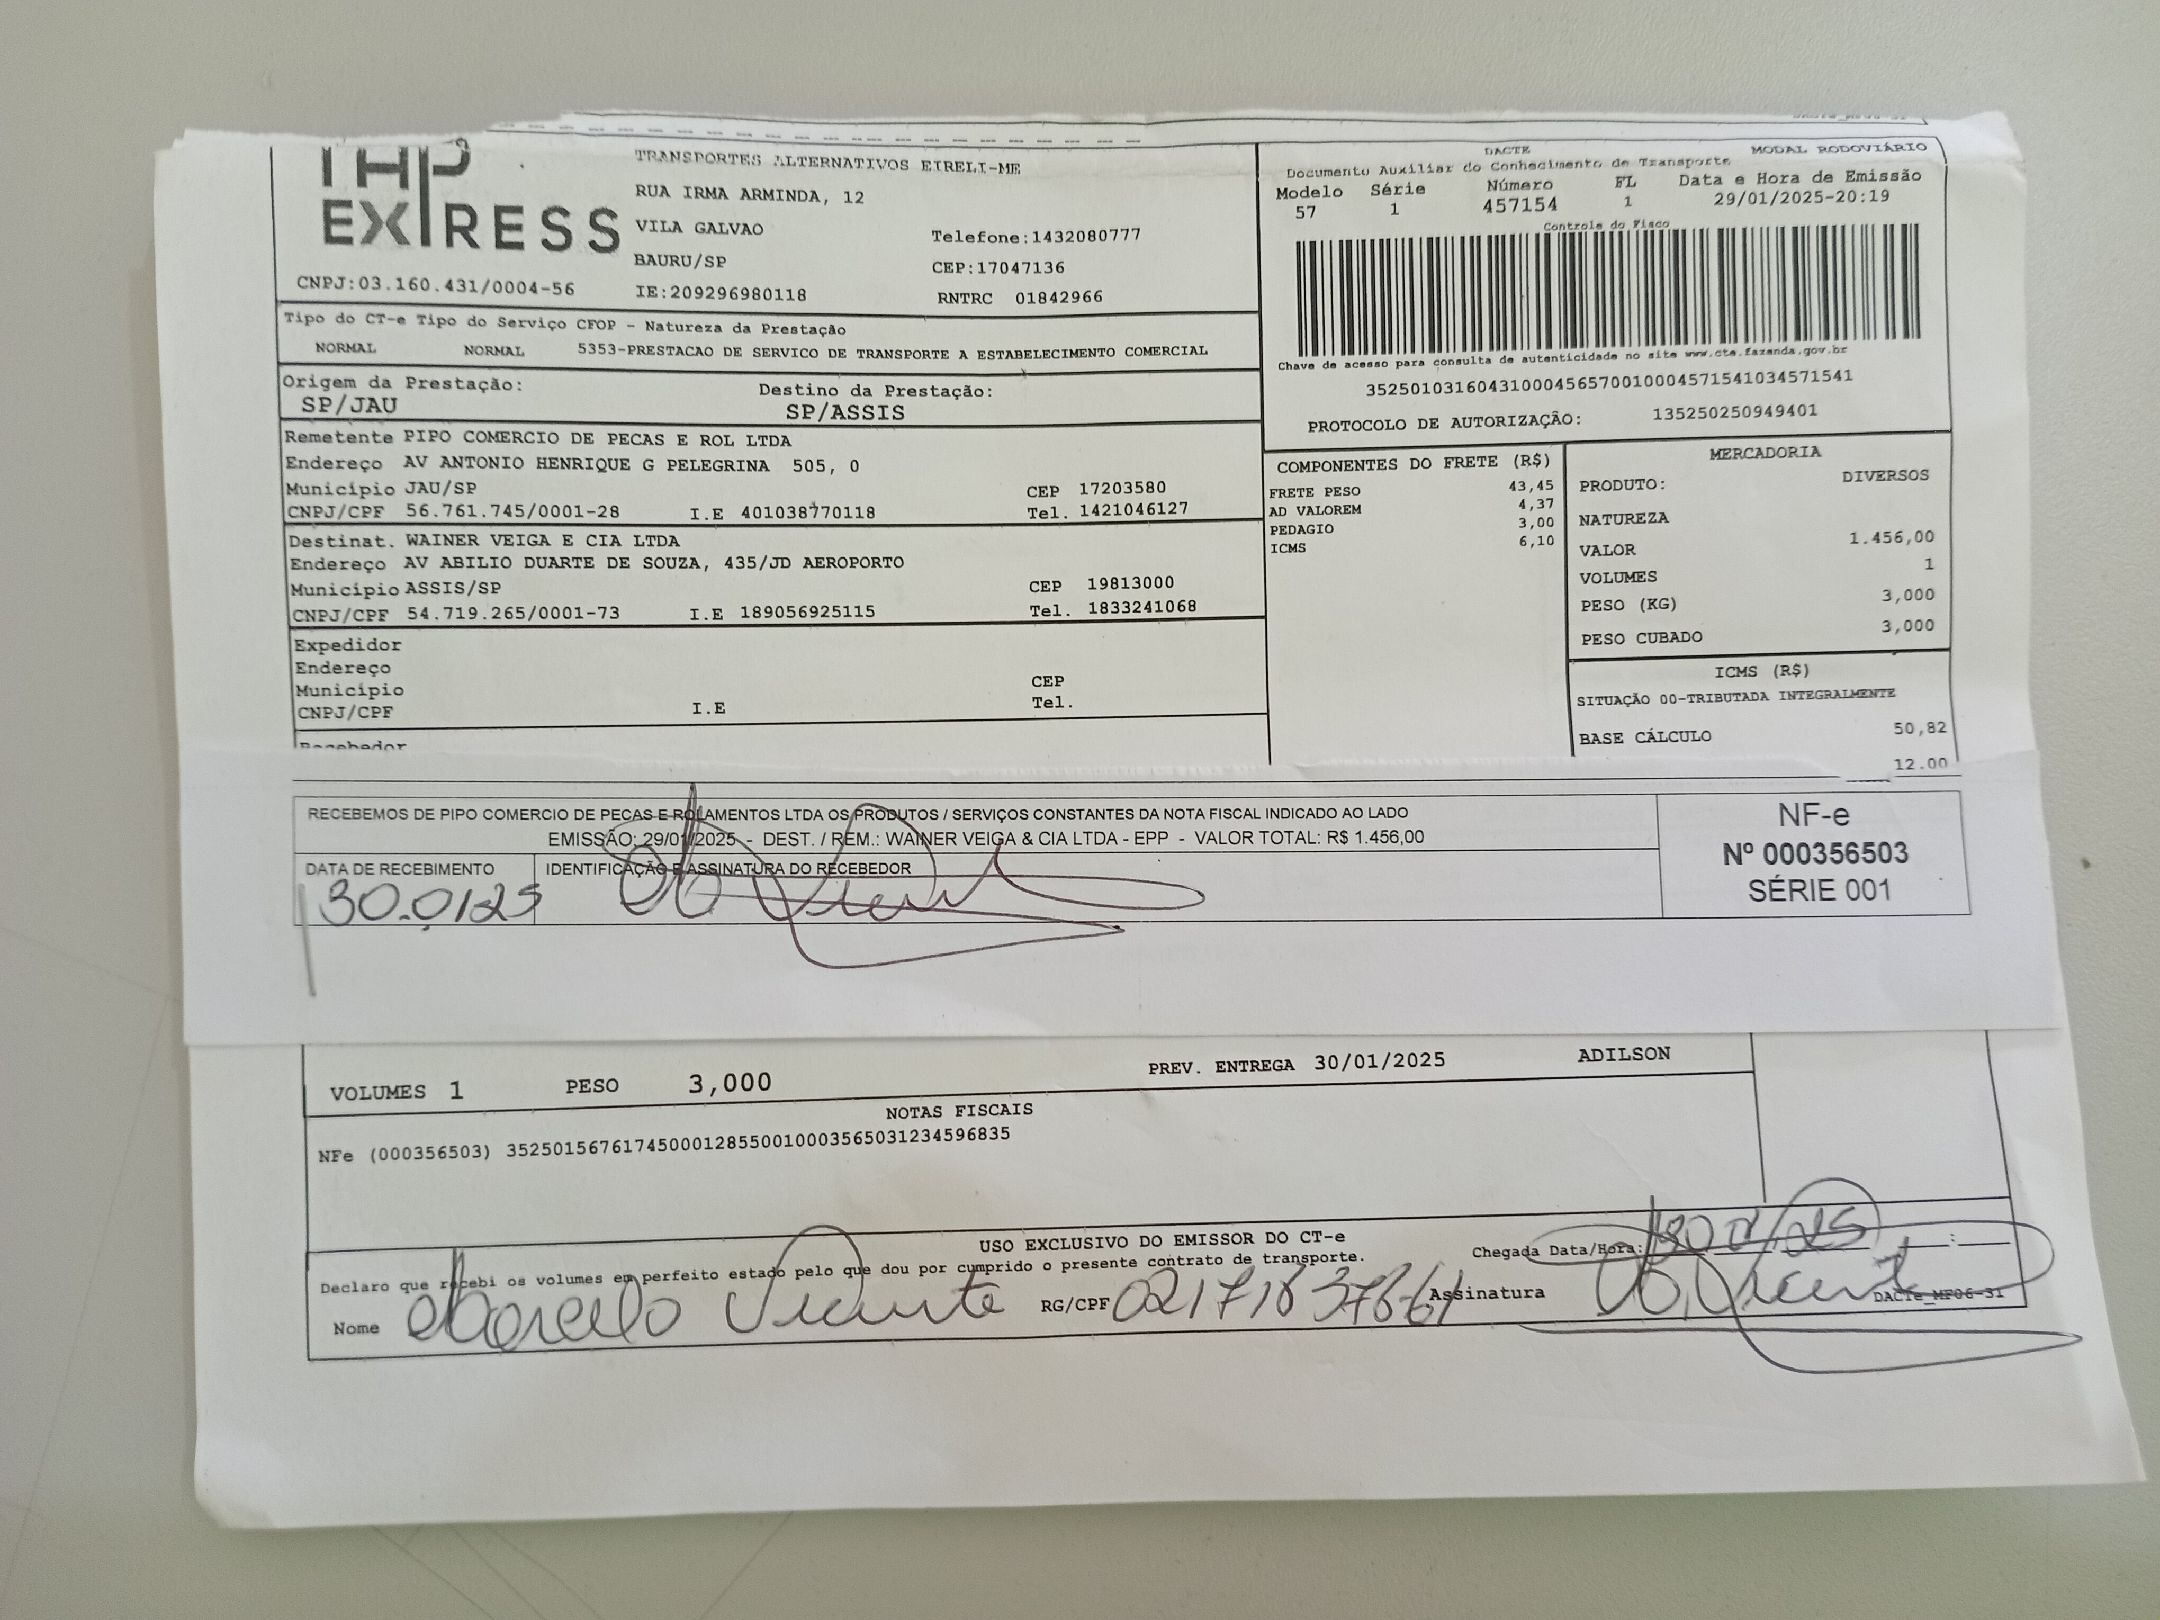 THP
EXPRESS
CNPJ:03.160.431/0004-56
TRANSPORTES ALTERNATIVOS EIRELI-ME
RUA IRMA ARMINDA, 12
VILA GALVAO
Telefone:1432080777
BAURU/SP
CEP:17047136
IE:209296980118
RNTRC 01842966
DACTE MODAL RODOVIÁRIO
Documento Auxiliar do Conhecimento de Transporte
Modelo Série Número FL Data e Hora de Emissão
57 1 457154 1 29/01/2025-20:19
Controle do Fisco
Chave de acesso para consulta de autenticidade no site www.cte.fazenda.gov.br
35250103160431000456570010004571541034571541
PROTOCOLO DE AUTORIZAÇÃO: 135250250949401
Tipo do CT-e Tipo do Serviço CFOP - Natureza da Prestação
NORMAL NORMAL 5353-PRESTACAO DE SERVICO DE TRANSPORTE A ESTABELECIMENTO COMERCIAL
Origem da Prestação: Destino da Prestação:
SP/JAU SP/ASSIS
Remetente PIPO COMERCIO DE PECAS E ROL LTDA
Endereço AV ANTONIO HENRIQUE G PELEGRINA 505, 0
Município JAU/SP CEP 17203580
CNPJ/CPF 56.761.745/0001-28 I.E 401038770118 Tel. 1421046127
Destinat. WAINER VEIGA E CIA LTDA
Endereço AV ABILIO DUARTE DE SOUZA, 435/JD AEROPORTO
Município ASSIS/SP CEP 19813000
CNPJ/CPF 54.719.265/0001-73 I.E 189056925115 Tel. 1833241068
Expedidor
Endereço
Município CEP
CNPJ/CPF I.E Tel.
Recebedor
COMPONENTES DO FRETE (R$)
FRETE PESO 43,45
AD VALOREM 4,37
PEDAGIO 3,00
ICMS 6,10
MERCADORIA
PRODUTO: DIVERSOS
NATUREZA
VALOR 1.456,00
VOLUMES 1
PESO (KG) 3,000
PESO CUBADO 3,000
ICMS (R$)
SITUAÇÃO 00-TRIBUTADA INTEGRALMENTE
BASE CÁLCULO 50,82
12.00
RECEBEMOS DE PIPO COMERCIO DE PECAS E ROLAMENTOS LTDA OS PRODUTOS / SERVIÇOS CONSTANTES DA NOTA FISCAL INDICADO AO LADO
EMISSÃO: 29/01/2025 - DEST. / REM.: WAINER VEIGA & CIA LTDA - EPP - VALOR TOTAL: R$ 1.456,00
DATA DE RECEBIMENTO IDENTIFICAÇÃO E ASSINATURA DO RECEBEDOR
30.01.25
NF-e
Nº 000356503
SÉRIE 001
VOLUMES 1 PESO 3,000 PREV. ENTREGA 30/01/2025 ADILSON
NOTAS FISCAIS
NFe (000356503) 35250156761745000128550010003565031234596835
USO EXCLUSIVO DO EMISSOR DO CT-e
Declaro que recebi os volumes em perfeito estado pelo que dou por cumprido o presente contrato de transporte.
Chegada Data/Hora: 30 01/25 :
Nome Marcelo Vicente RG/CPF Assinatura
DACTe_MF06-31